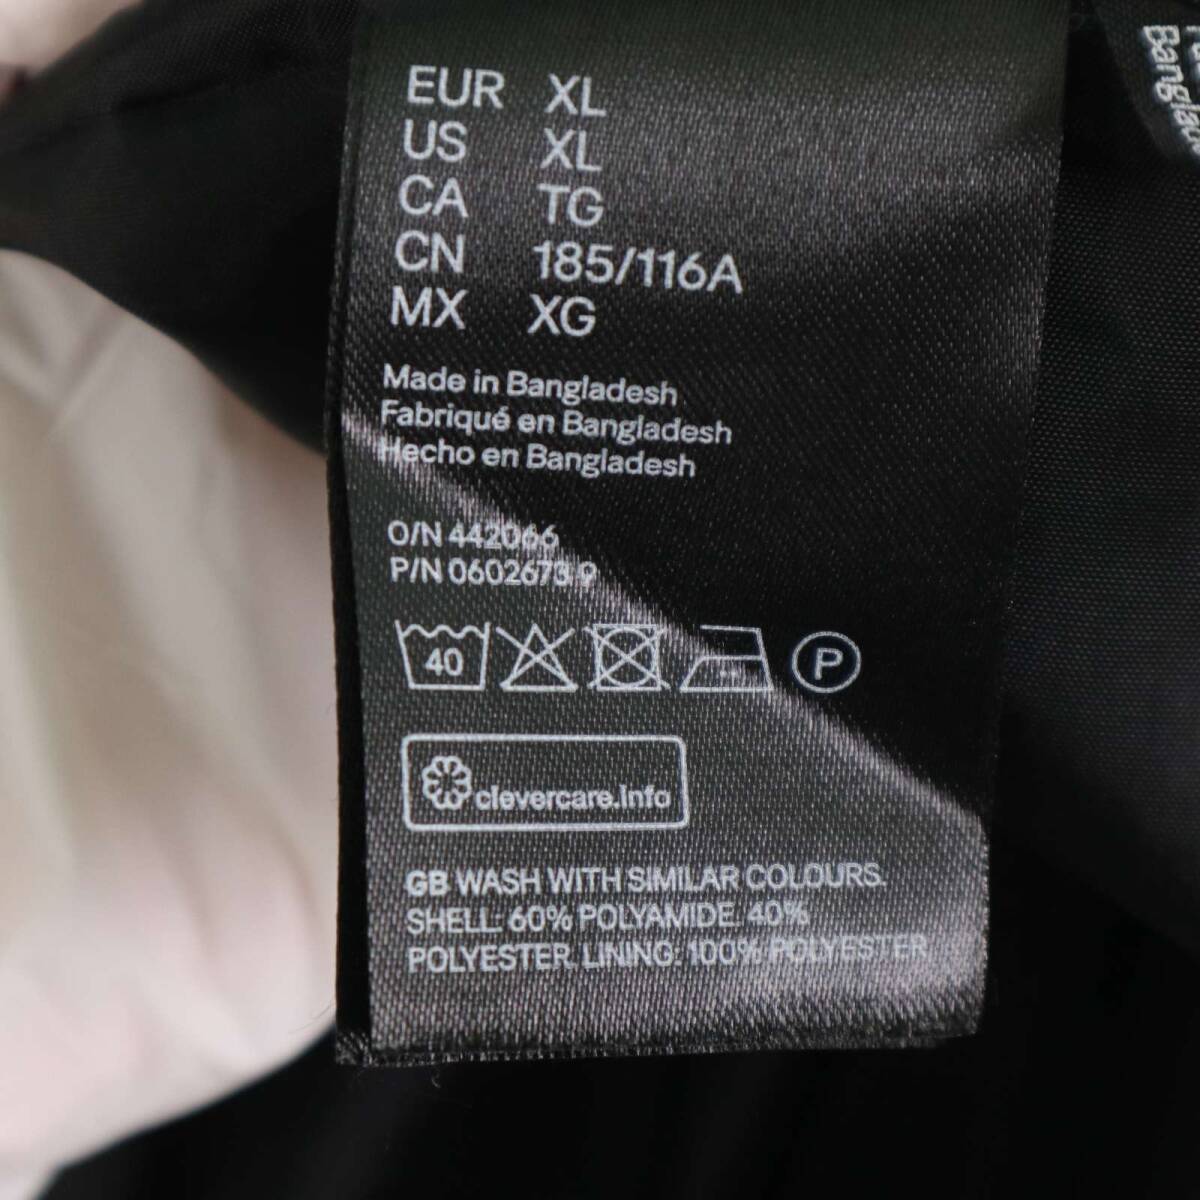 EUR XL
US XL
CA TG
CN 185/116A
MX XG
Made in Bangladesh
Fabriqué en Bangladesh
Hecho en Bangladesh
O/N 442066
P/N 0602673.9
40
P
clevercare.info
GB WASH WITH SIMILAR COLOURS.
SHELL: 60% POLYAMIDE. 40%
POLYESTER. LINING: 100% POLYESTER